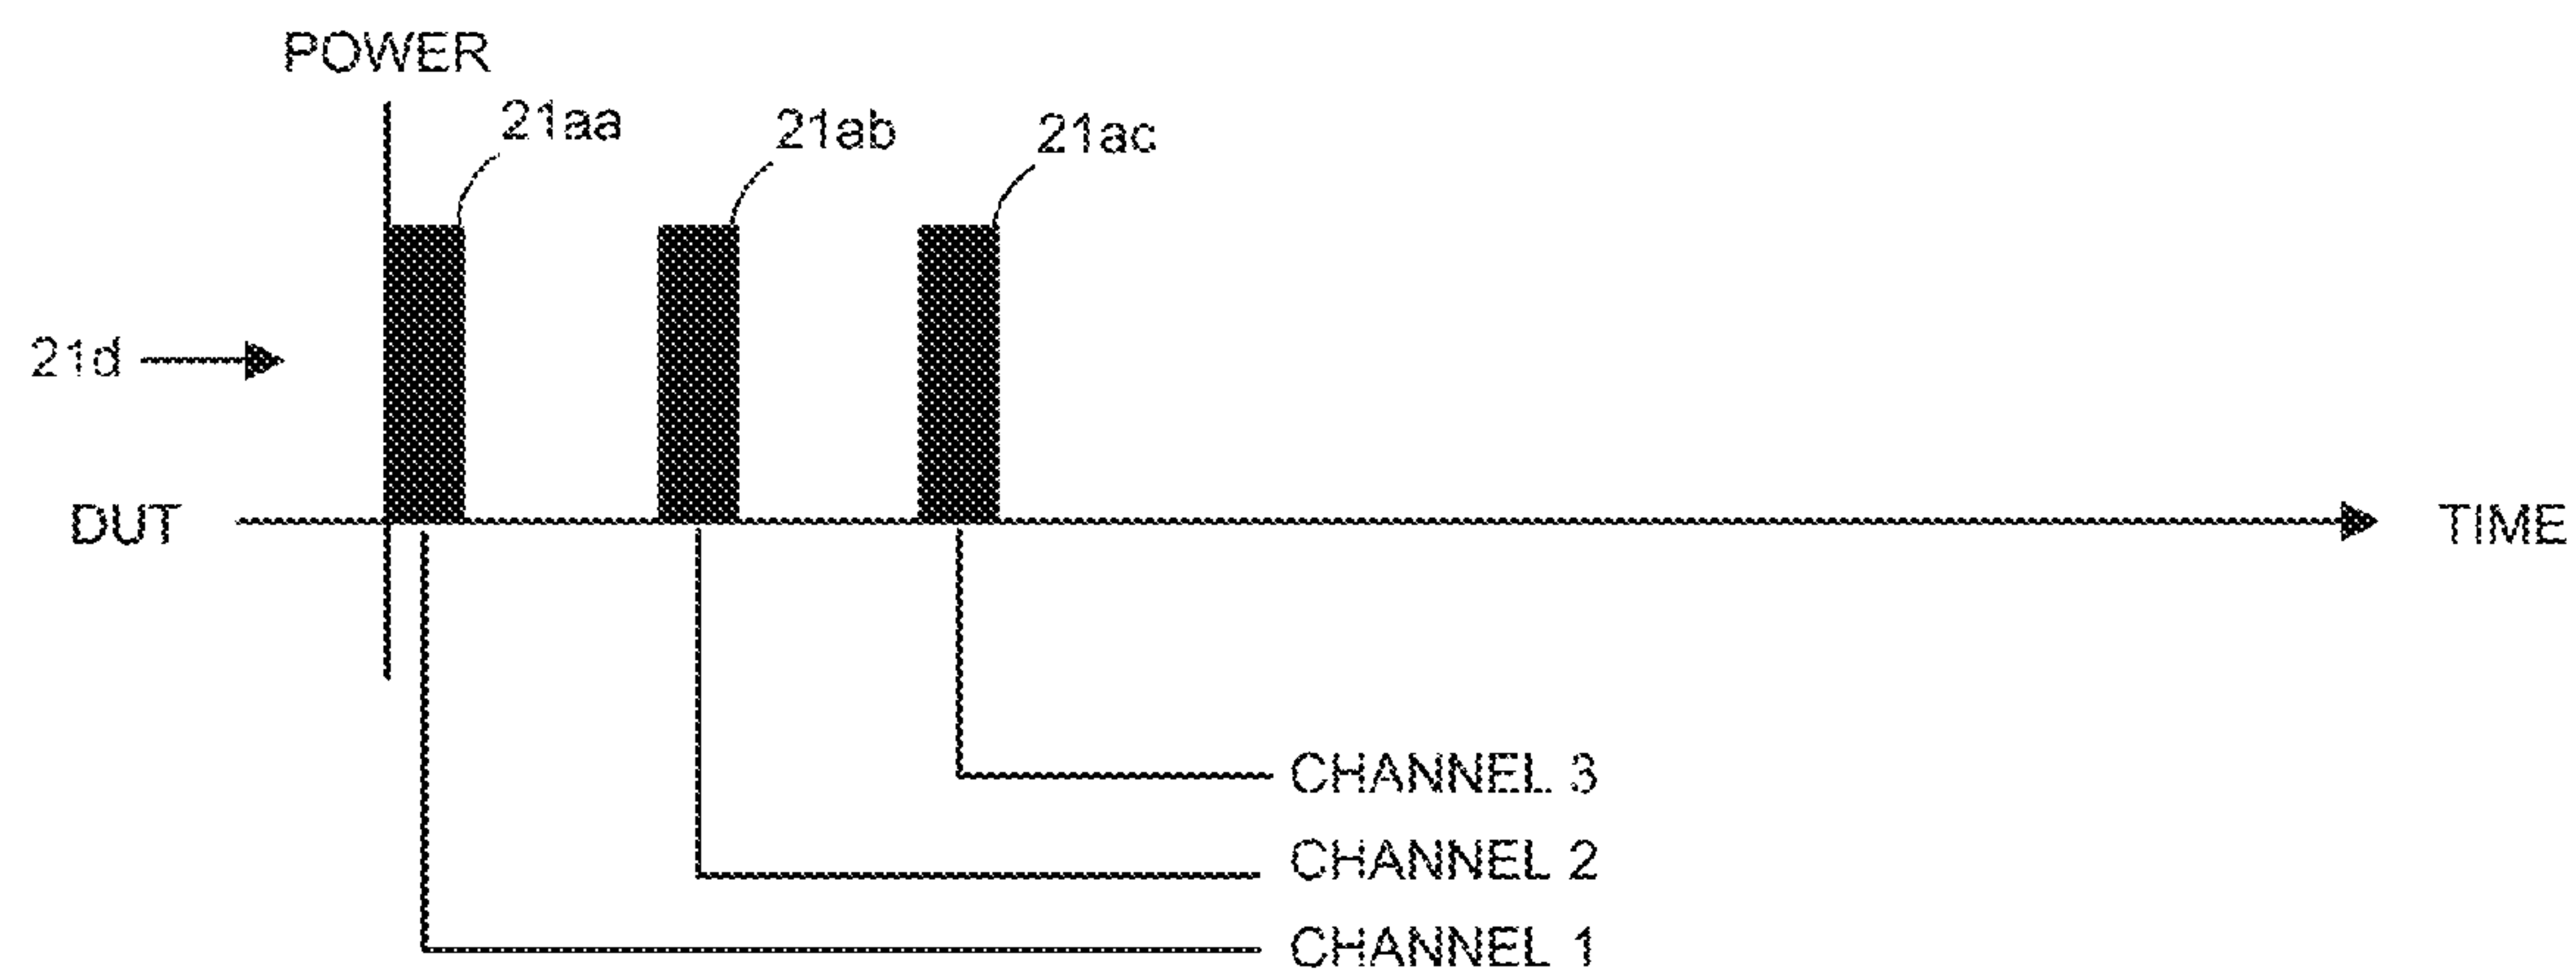 POWER
21aa
21ab
21ac
21d
DUT
TIME
CHANNEL 3
CHANNEL 2
CHANNEL 1